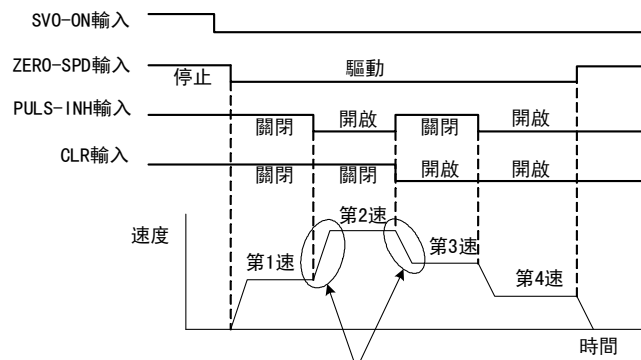 SVO-ON輸入
ZERO-SPD輸入
停止
驅動
PULS-INH輸入
關閉
開啟
關閉
開啟
CLR輸入
關閉
關閉
開啟
開啟
速度
第1速
第2速
第3速
第4速
時間